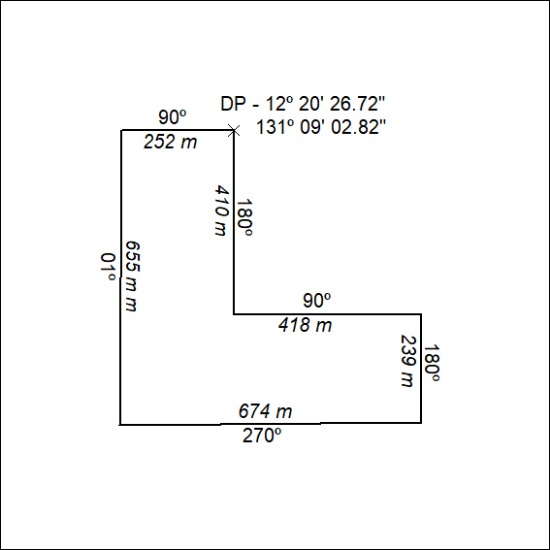 DP - 12º 20' 26.72"
131º 09' 02.82"
90º
252 m
410 m
180º
655 m m
01º
90º
418 m
239 m
180º
674 m
270º